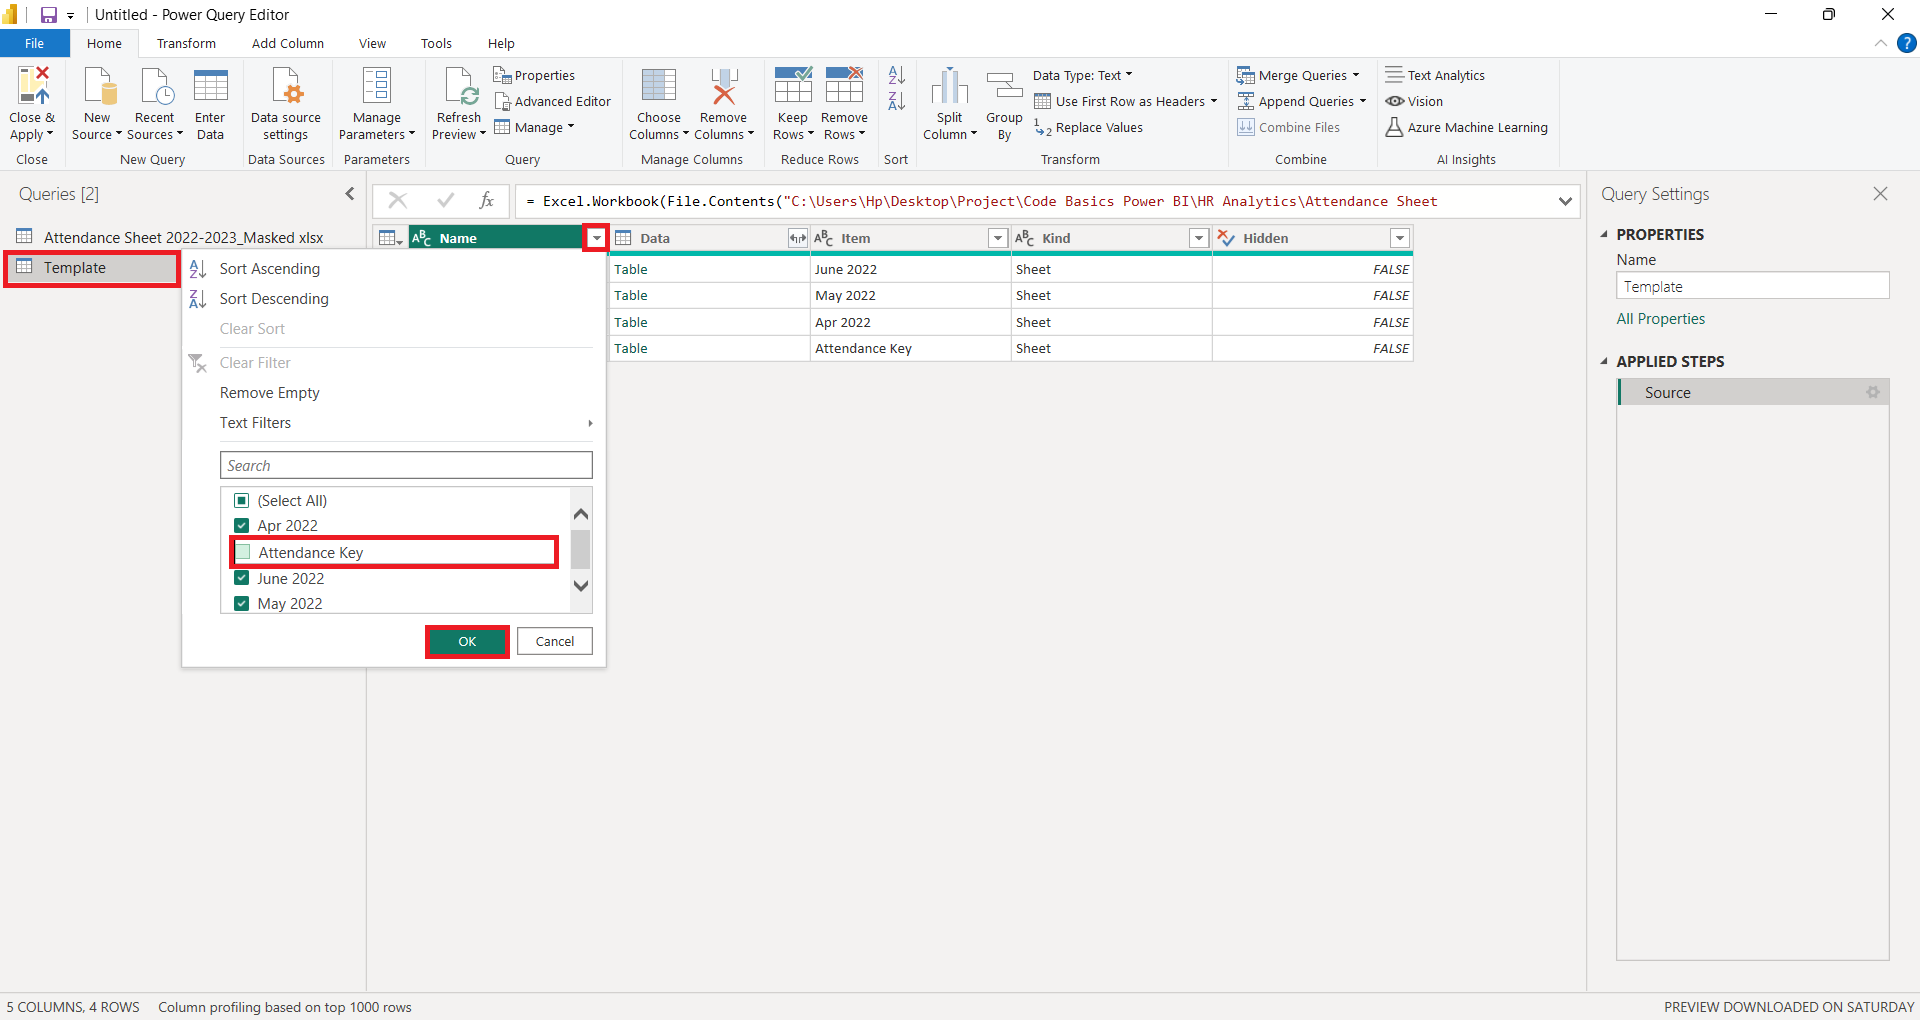 Untitled - Power Query Editor
File Home Transform Add Column View Tools Help
Close & Apply
Close
New Source
Recent Sources
Enter Data
New Query
Data source settings
Data Sources
Manage Parameters
Parameters
Refresh Preview
Properties
Advanced Editor
Manage
Query
Choose Columns
Remove Columns
Manage Columns
Keep Rows
Remove Rows
Reduce Rows
Sort
Split Column
Group By
Data Type: Text
Use First Row as Headers
Replace Values
Transform
Merge Queries
Append Queries
Combine Files
Combine
Text Analytics
Vision
Azure Machine Learning
AI Insights
Queries [2]
Attendance Sheet 2022-2023_Masked xlsx
Template
fx
= Excel.Workbook(File.Contents("C:\Users\Hp\Desktop\Project\Code Basics Power BI\HR Analytics\Attendance Sheet
Name Data Item Kind Hidden
Table June 2022 Sheet FALSE
Table May 2022 Sheet FALSE
Table Apr 2022 Sheet FALSE
Table Attendance Key Sheet FALSE
Sort Ascending
Sort Descending
Clear Sort
Clear Filter
Remove Empty
Text Filters
Search
(Select All)
Apr 2022
Attendance Key
June 2022
May 2022
OK Cancel
Query Settings
PROPERTIES
Name
Template
All Properties
APPLIED STEPS
Source
5 COLUMNS, 4 ROWS Column profiling based on top 1000 rows
PREVIEW DOWNLOADED ON SATURDAY